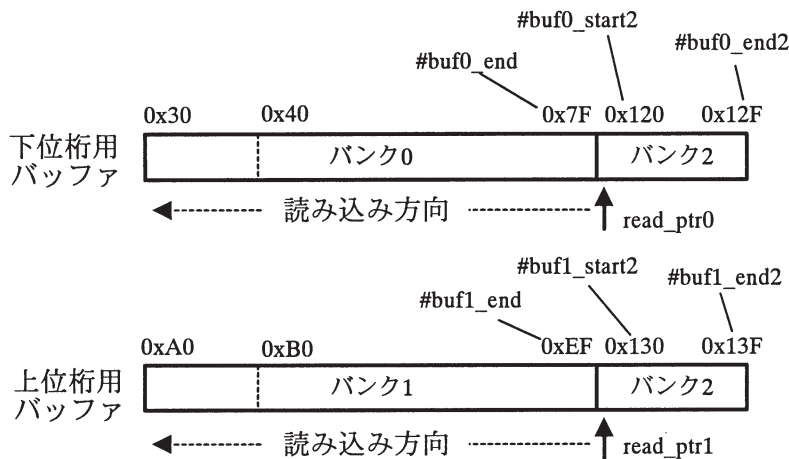 #buf0_start2
#buf0_end
#buf0_end2
0x30 0x40 0x7F 0x120 0x12F
下位桁用
バッファ
バンク0 バンク2
読み込み方向
read_ptr0
#buf1_start2
#buf1_end
#buf1_end2
0xA0 0xB0 0xEF 0x130 0x13F
上位桁用
バッファ
バンク1 バンク2
読み込み方向
read_ptr1